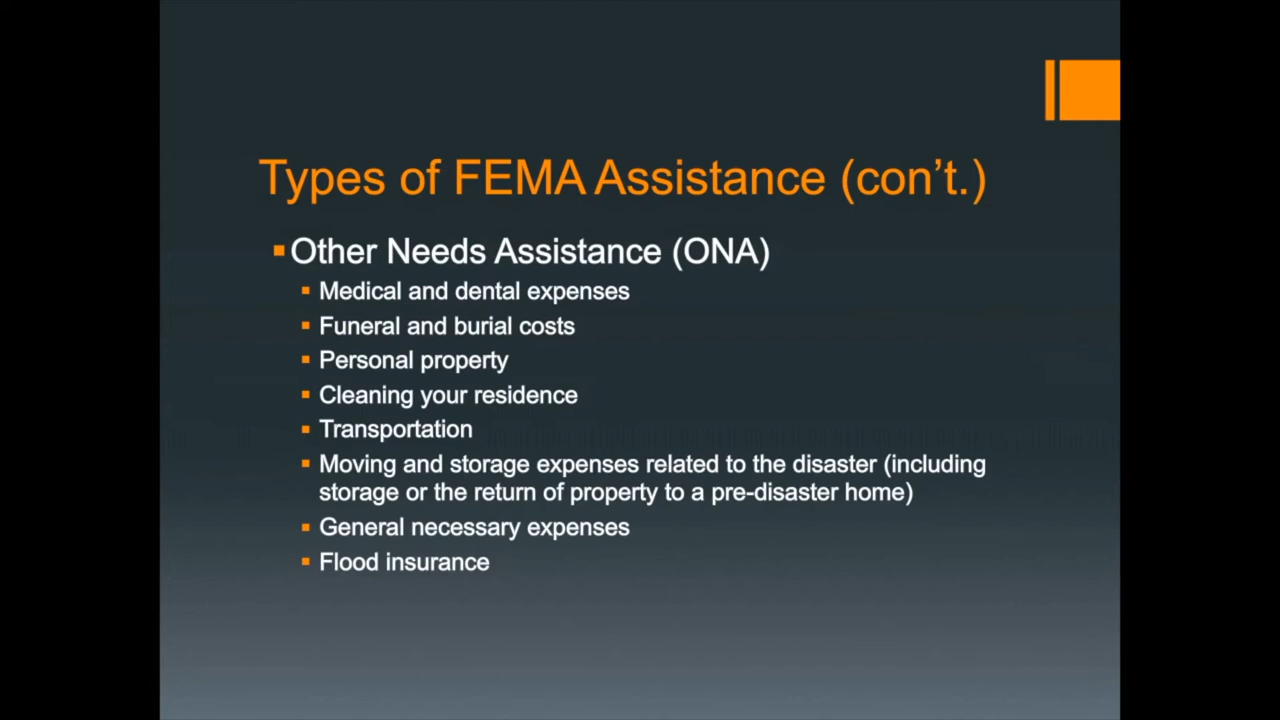 Types of FEMA Assistance (con’t.)
Other Needs Assistance (ONA)
Medical and dental expenses
Funeral and burial costs
Personal property
Cleaning your residence
Transportation
Moving and storage expenses related to the disaster (including
storage or the return of property to a pre-disaster home)
General necessary expenses
Flood insurance